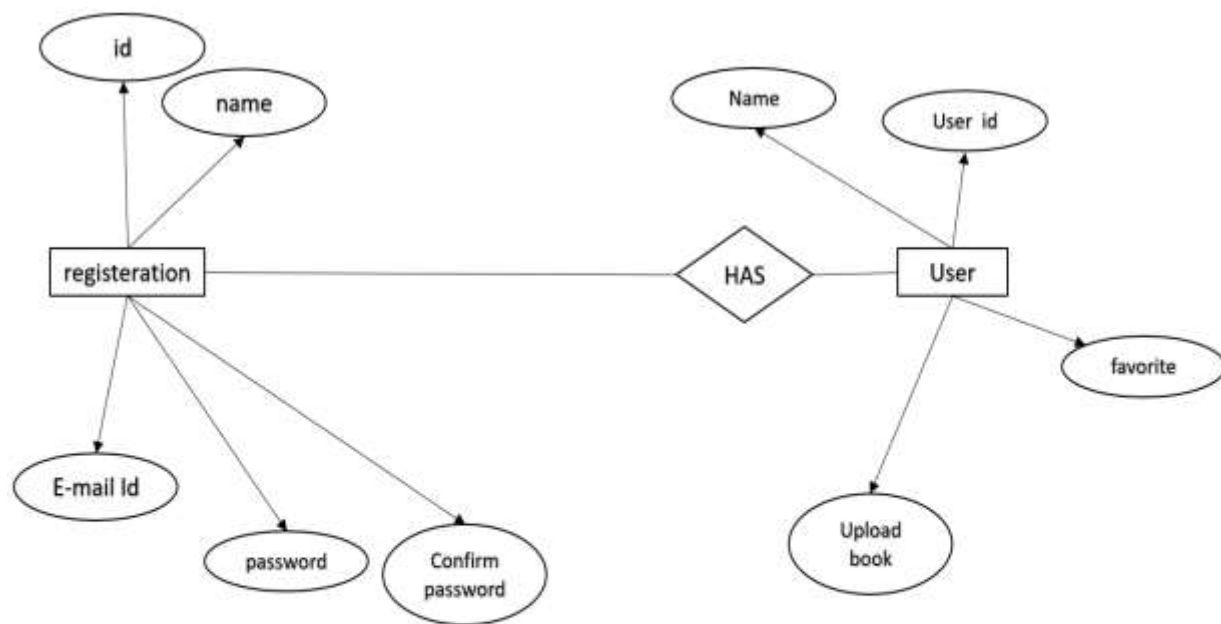 id
name
Name
User id
registeration
HAS
User
favorite
E-mail Id
password
Confirm
password
Upload
book